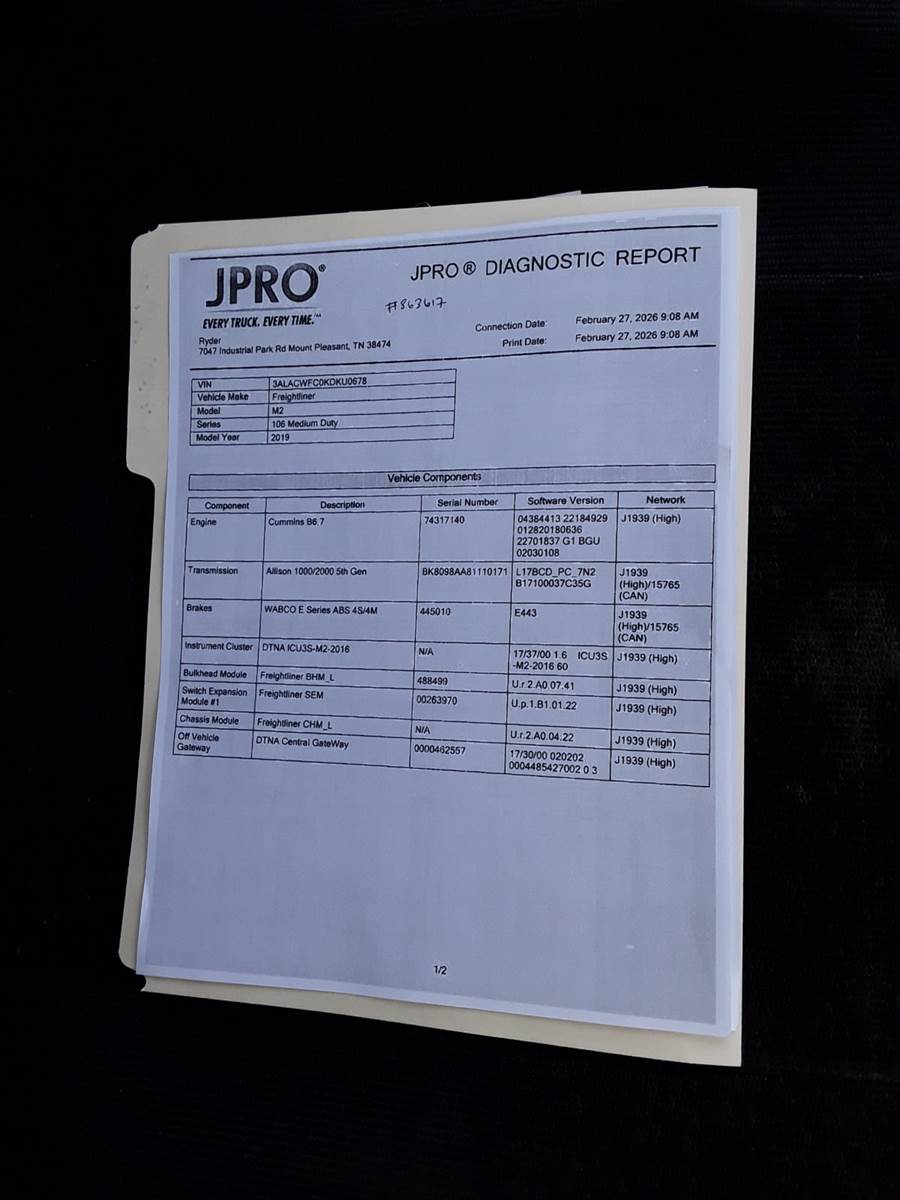 JPRO®
JPRO® DIAGNOSTIC REPORT
#863617
EVERY TRUCK. EVERY TIME.™
Connection Date: February 27, 2026 9:08 AM
Print Date: February 27, 2026 9:08 AM
Ryder
7047 Industrial Park Rd Mount Pleasant, TN 38474
VIN 3ALACWFC0KDKU0678
Vehicle Make Freightliner
Model M2
Series 106 Medium Duty
Model Year 2019
Vehicle Components
Component Description Serial Number Software Version Network
Engine Cummins B6.7 74317140 04384413 22184929 J1939 (High)
012820180636
22701837 G1 BGU
02030108
Transmission Allison 1000/2000 5th Gen BK8098AA81110171 L17BCD_PC_7N2 J1939
B17100037C35G (High)/15765
(CAN)
Brakes WABCO E Series ABS 4S/4M 445010 E443 J1939
(High)/15765
(CAN)
Instrument Cluster DTNA ICU3S-M2-2016 N/A 17/37/00 1.6 ICU3S J1939 (High)
-M2-2016 60
Bulkhead Module Freightliner BHM_L 488499 U.r.2 A0 07.41 J1939 (High)
Switch Expansion Freightliner SEM 00263970 U.p.1.B1.01.22 J1939 (High)
Module #1
Chassis Module Freightliner CHM_L N/A U.r.2.A0.04.22 J1939 (High)
Off Vehicle DTNA Central GateWay 0000462557 17/30/00 020202 J1939 (High)
Gateway 0004485427002 0 3
1/2